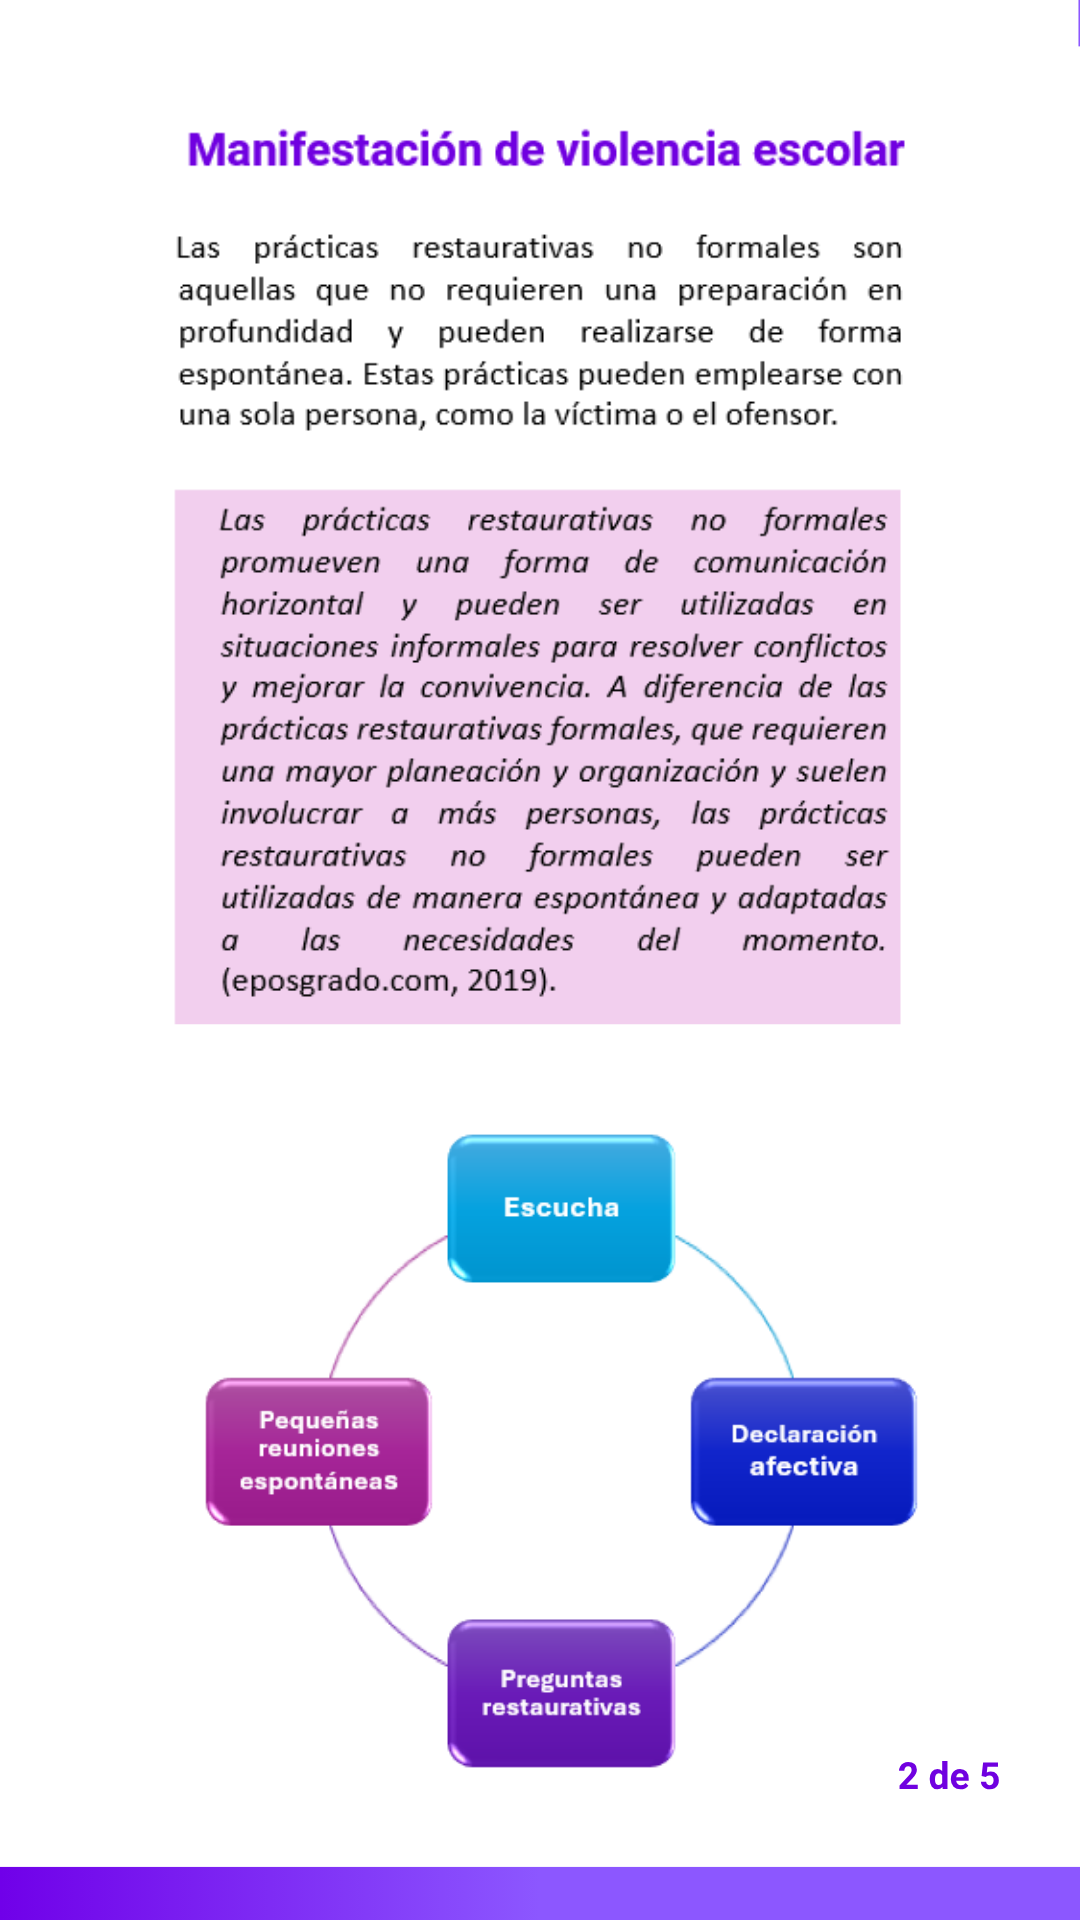 Manifestación de violencia escolar
Las prácticas restaurativas no formales son
aquellas que no requieren una preparación en
profundidad y pueden realizarse de forma
espontánea. Estas prácticas pueden emplearse con
una sola persona, como la víctima o el ofensor.
Las prácticas restaurativas no formales
promueven una forma de comunicación
horizontal y pueden ser utilizadas en
situaciones informales para resolver conflictos
y mejorar la convivencia. A diferencia de las
prácticas restaurativas formales, que requieren
una mayor planeación y organización y suelen
involucrar a más personas, las prácticas
restaurativas no formales pueden ser
utilizadas de manera espontánea y adaptadas
a las necesidades del momento.
(eposgrado.com, 2019).
Escucha
Declaración
afectiva
Preguntas
restaurativas
Pequeñas
reuniones
espontáneas
2 de 5